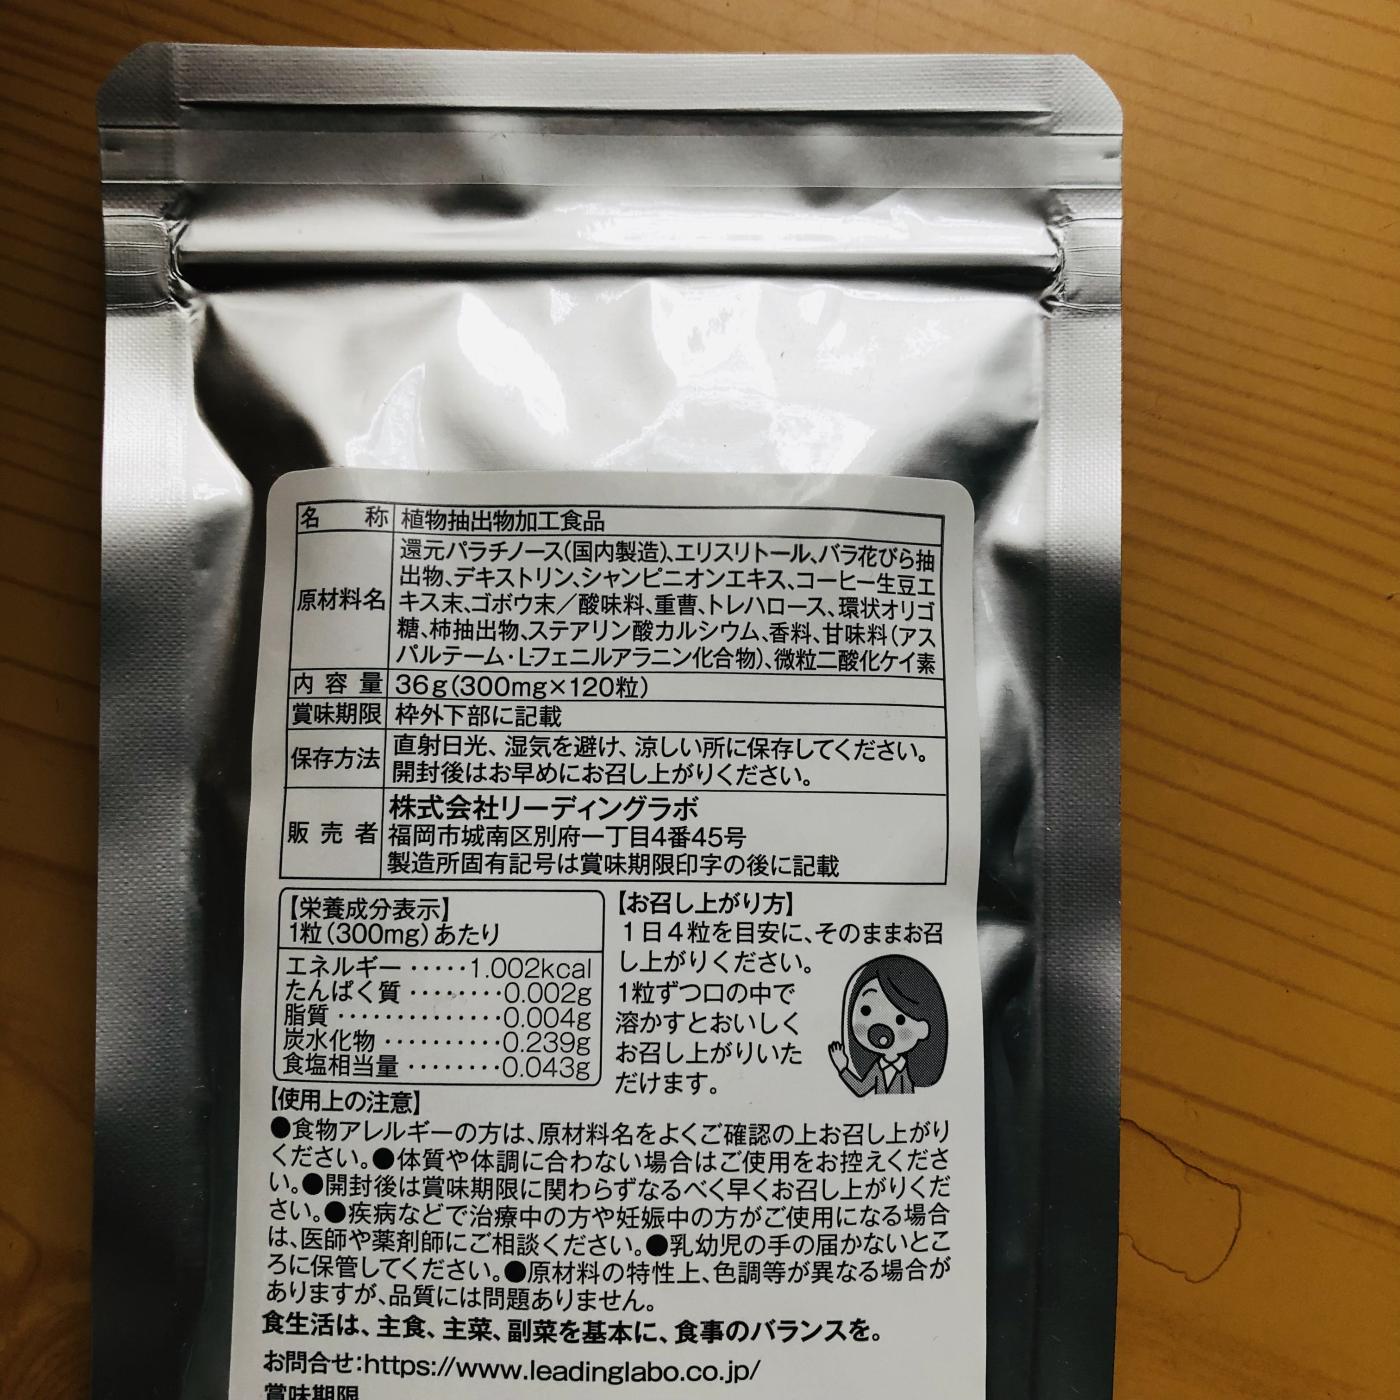 名称 植物抽出物加工食品
原材料名 還元パラチノース(国内製造)、エリスリトール、バラ花びら抽
出物、デキストリン、シャンピニオンエキス、コーヒー生豆エ
キス末、ゴボウ末／酸味料、重曹、トレハロース、環状オリゴ
糖、柿抽出物、ステアリン酸カルシウム、香料、甘味料(アス
パルテーム・L-フェニルアラニン化合物)、微粒二酸化ケイ素
内容量 36g(300mg×120粒)
賞味期限 枠外下部に記載
保存方法 直射日光、湿気を避け、涼しい所に保存してください。
開封後はお早めにお召し上がりください。
販売者 株式会社リーディングラボ
福岡市城南区別府一丁目4番45号
製造所固有記号は賞味期限印字の後に記載
【栄養成分表示】
1粒(300mg)あたり
エネルギー ·····1.002kcal
たんぱく質 ········0.002g
脂質 ··············0.004g
炭水化物 ··········0.239g
食塩相当量 ········0.043g
【お召し上がり方】
1日4粒を目安に、そのままお召
し上がりください。
1粒ずつ口の中で
溶かすとおいしく
お召し上がりいた
だけます。
【使用上の注意】
●食物アレルギーの方は、原材料名をよくご確認の上お召し上がり
ください。●体質や体調に合わない場合はご使用をお控えくださ
い。●開封後は賞味期限に関わらずなるべく早くお召し上がりくだ
さい。●疾病などで治療中の方や妊娠中の方がご使用になる場合
は、医師や薬剤師にご相談ください。●乳幼児の手の届かないとこ
ろに保管してください。●原材料の特性上、色調等が異なる場合が
ありますが、品質には問題ありません。
食生活は、主食、主菜、副菜を基本に、食事のバランスを。
お問合せ:https://www.leadinglabo.co.jp/
賞味期限